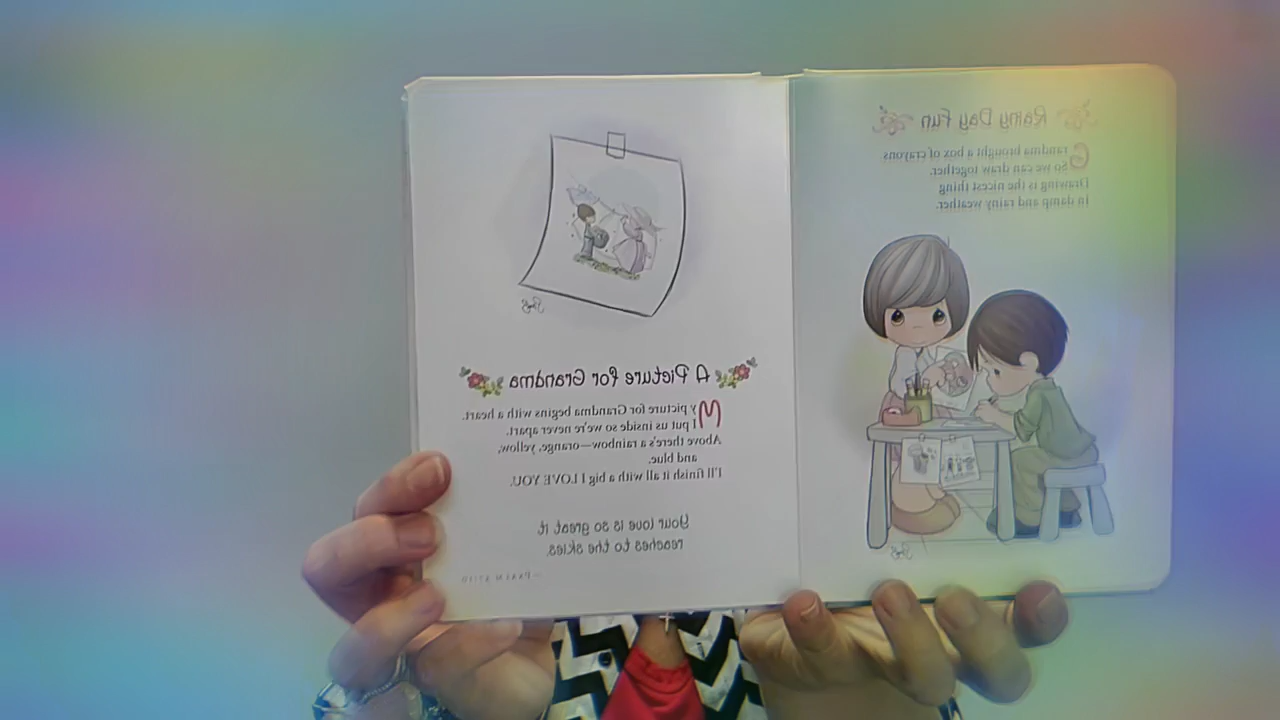 Rainy Day Fun
Grandma brought a box of crayons
So we can draw together.
Drawing is the nicest thing
In damp and rainy weather.
A Picture for Grandma
My picture for Grandma begins with a heart.
I put us inside so we're never apart.
Above there's a rainbow—orange, yellow,
and blue.
I'll finish it all with a big I LOVE YOU.
Your love is so great it
reaches to the skies.
—PSALM 57:10